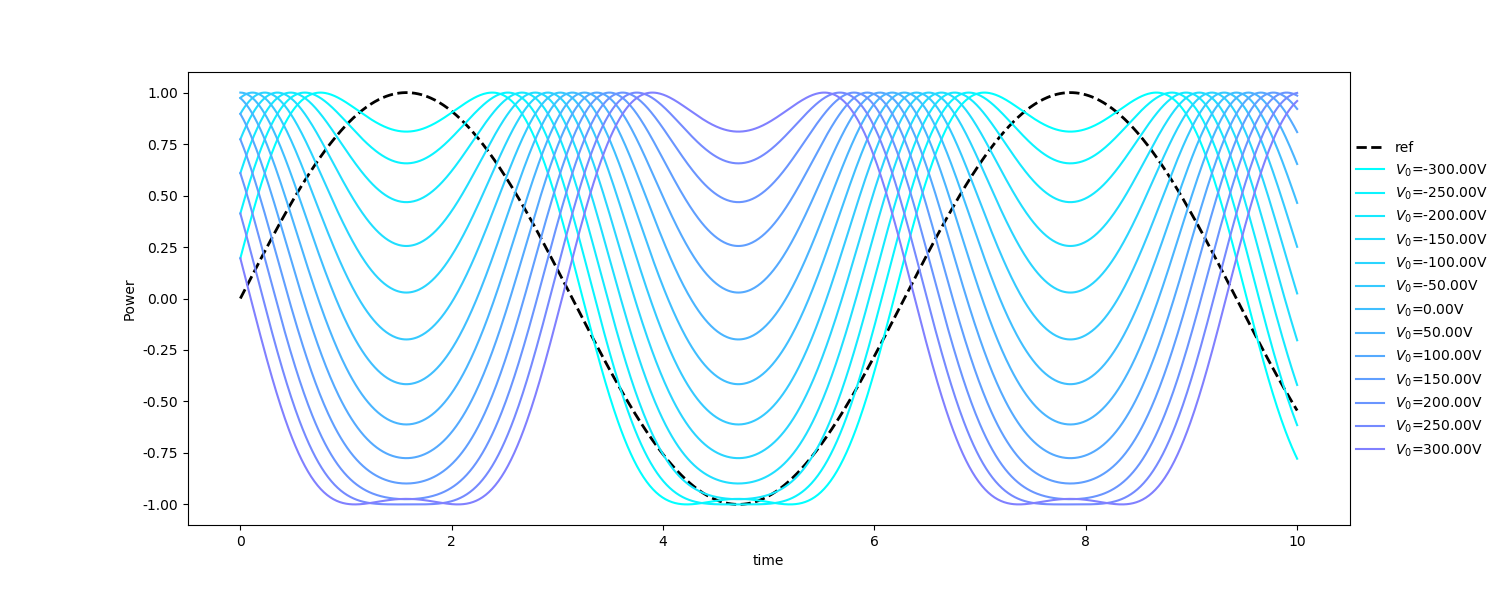 1.00
0.75
0.50
0.25
0.00
-0.25
-0.50
-0.75
-1.00
Power
0 2 4 6 8 10
time
ref
V₀=-300.00V
V₀=-250.00V
V₀=-200.00V
V₀=-150.00V
V₀=-100.00V
V₀=-50.00V
V₀=0.00V
V₀=50.00V
V₀=100.00V
V₀=150.00V
V₀=200.00V
V₀=250.00V
V₀=300.00V